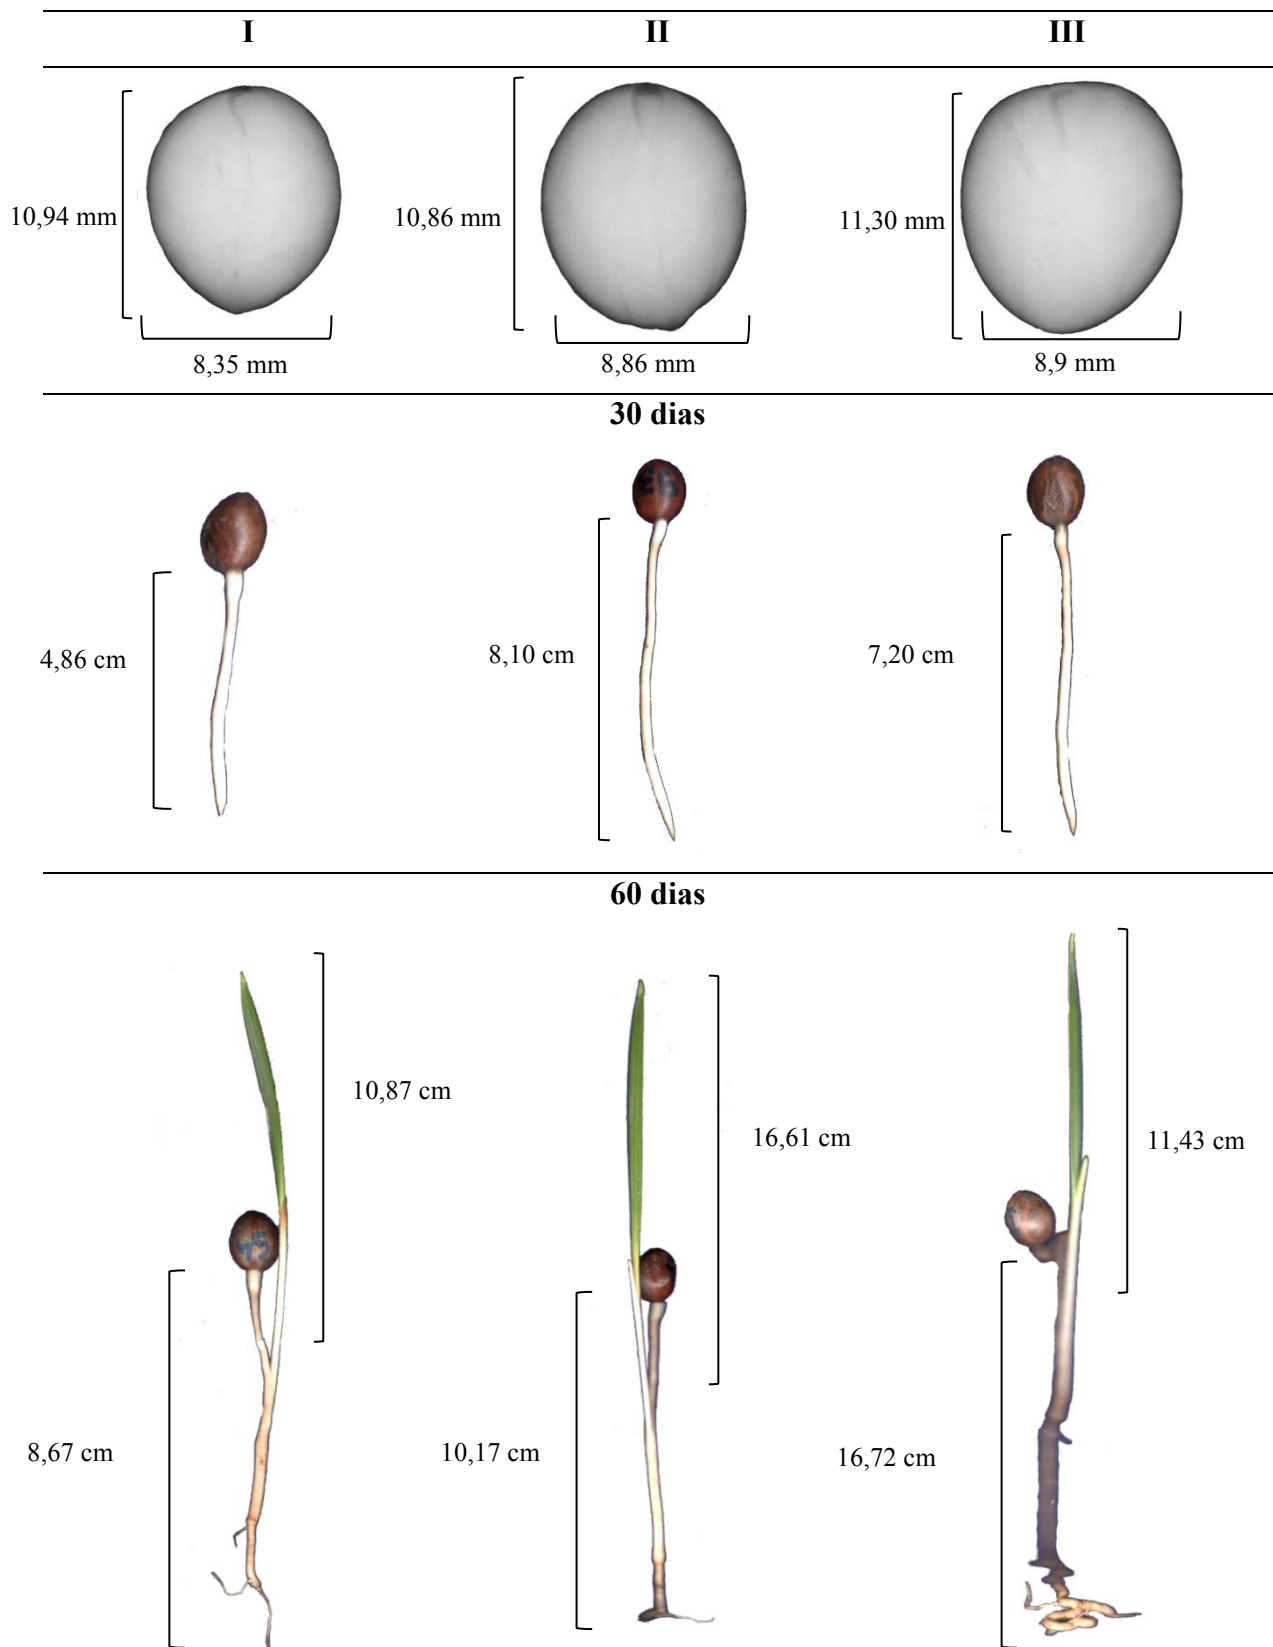 I II III
10,94 mm 10,86 mm 11,30 mm
8,35 mm 8,86 mm 8,9 mm
30 dias
4,86 cm 8,10 cm 7,20 cm
60 dias
10,87 cm 16,61 cm 11,43 cm
8,67 cm 10,17 cm 16,72 cm